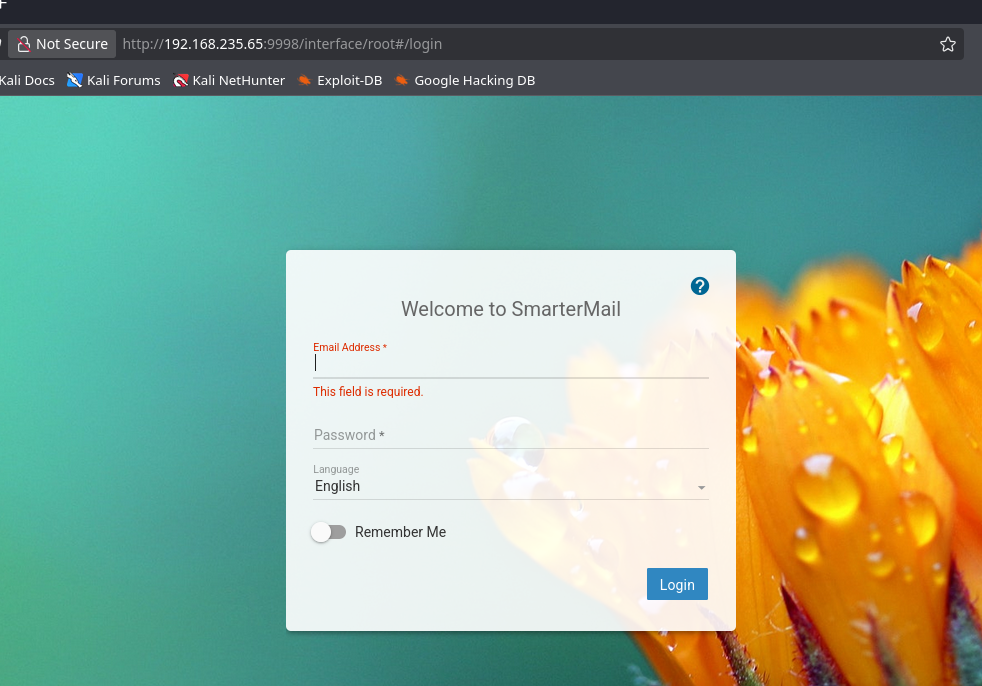 Not Secure http://192.168.235.65:9998/interface/root#/login
Kali Docs Kali Forums Kali NetHunter Exploit-DB Google Hacking DB
?
Welcome to SmarterMail
Email Address *
This field is required.
Password *
Language
English
Remember Me
Login